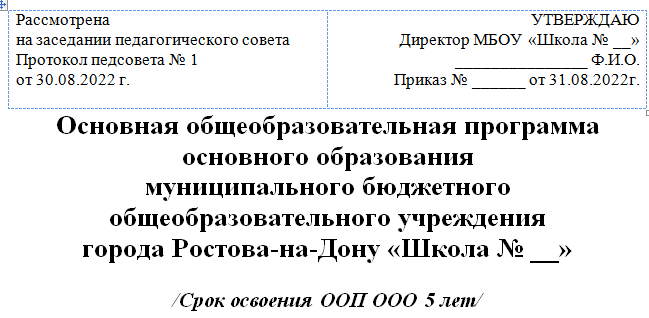 Рассмотрена
на заседании педагогического совета
Протокол педсовета № 1
от 30.08.2022 г.
УТВЕРЖДАЮ
Директор МБОУ «Школа № __»
________________ Ф.И.О.
Приказ № ______ от 31.08.2022г.
Основная общеобразовательная программа
основного образования
муниципального бюджетного
общеобразовательного учреждения
города Ростова-на-Дону «Школа № __»
/Срок освоения ООП ООО 5 лет/